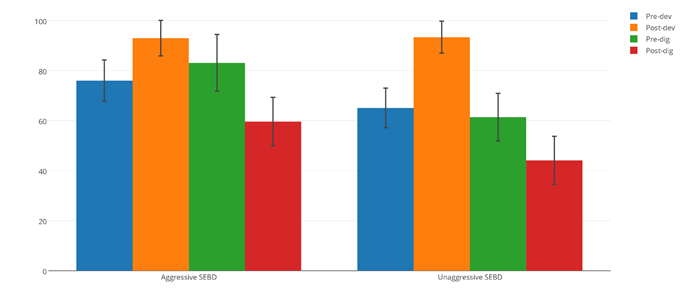 100
80
60
40
20
0
Aggressive SEBD
Unaggressive SEBD
Pre-dev
Post-dev
Pre-dig
Post-dig